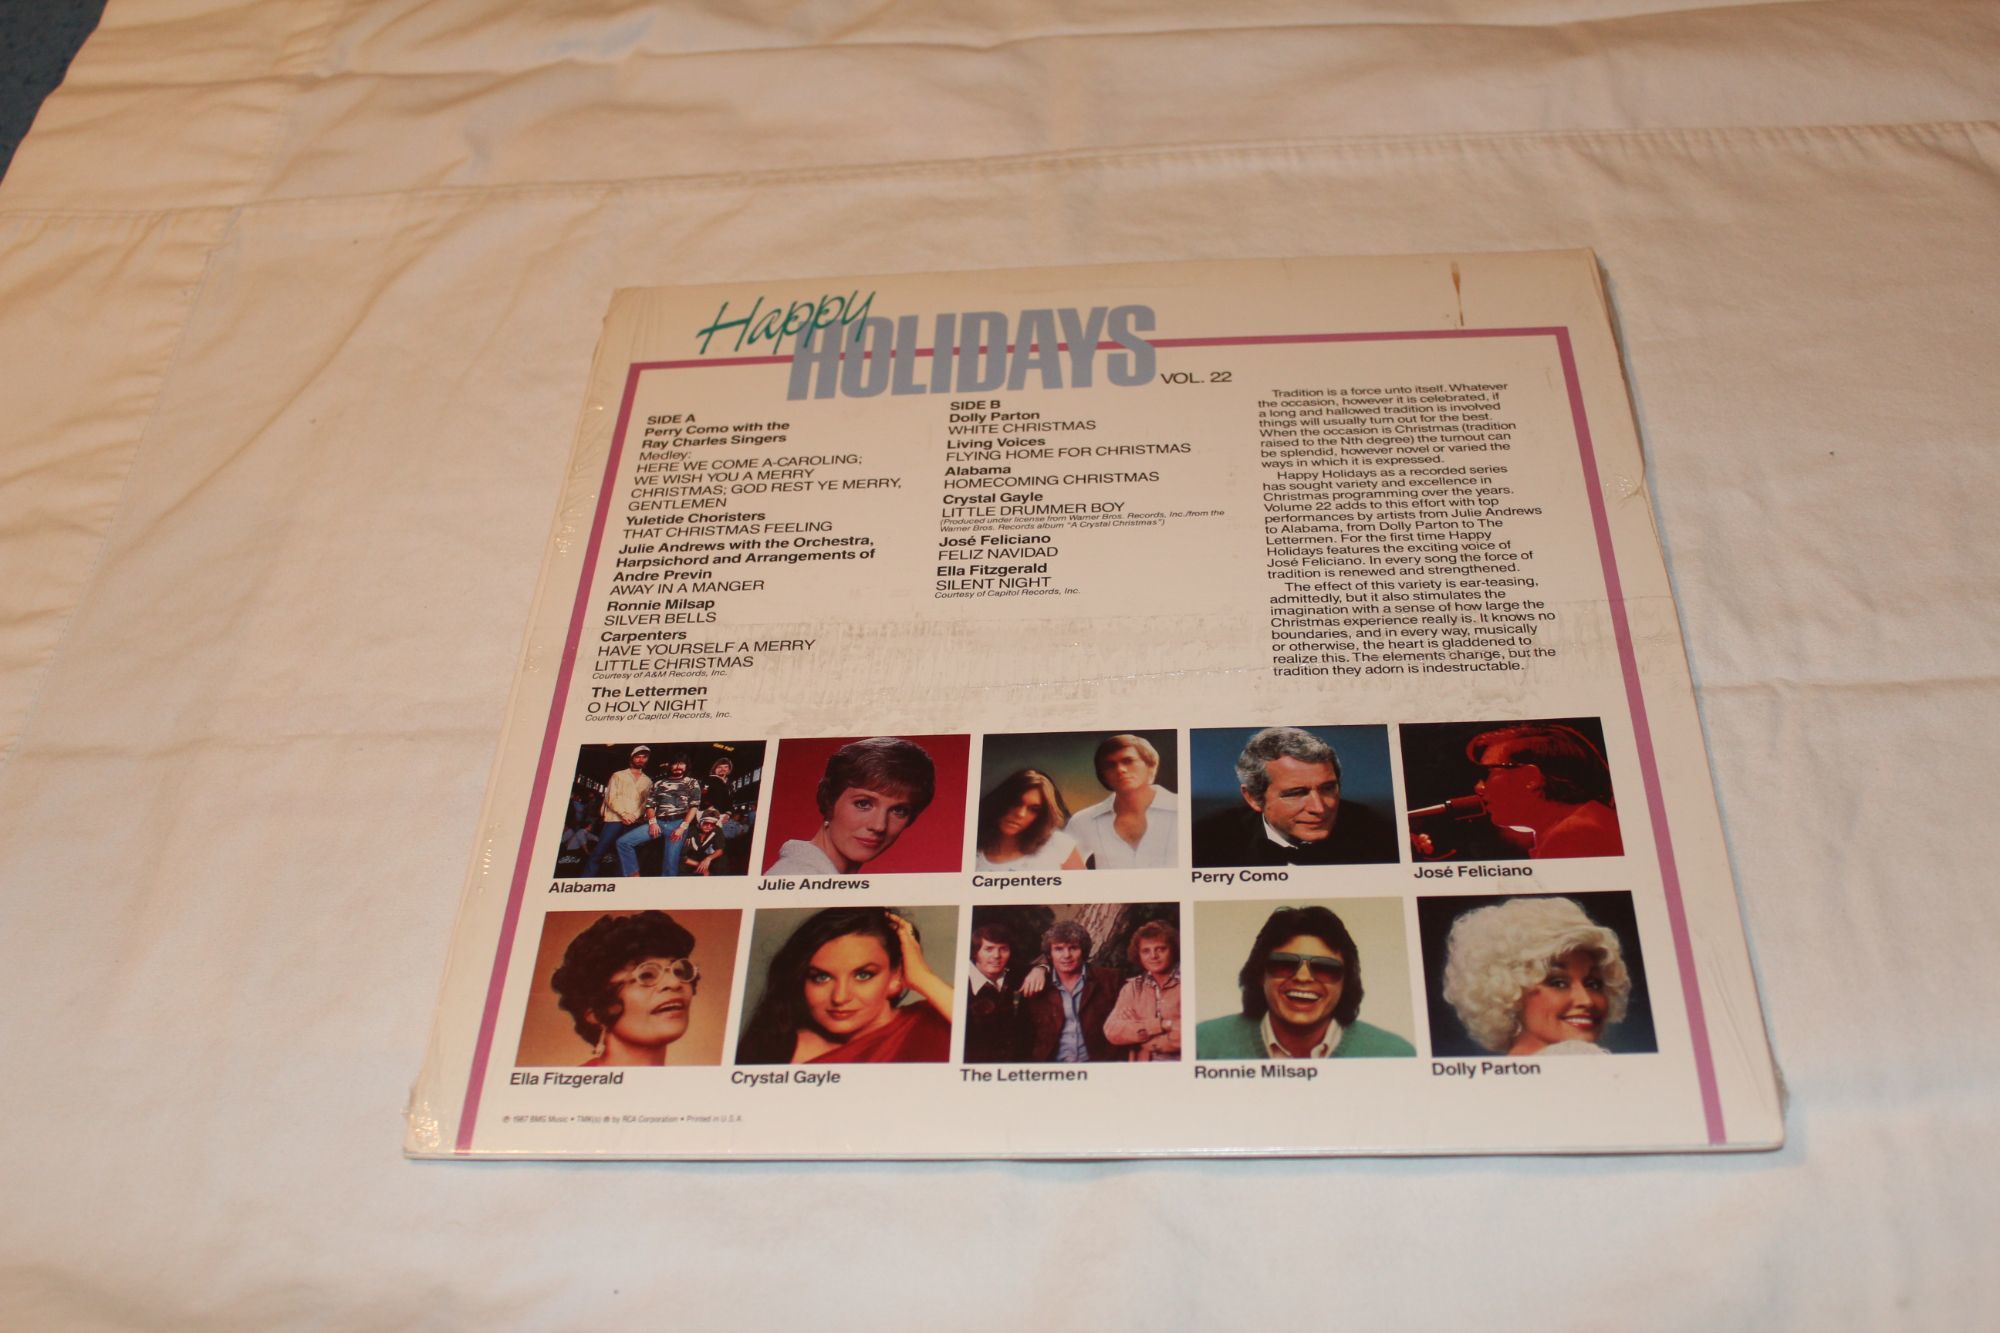 Happy
HOLIDAYS
VOL. 22
SIDE A
Perry Como with the
Ray Charles Singers
Medley:
HERE WE COME A-CAROLING;
WE WISH YOU A MERRY
CHRISTMAS; GOD REST YE MERRY,
GENTLEMEN
Yuletide Choristers
THAT CHRISTMAS FEELING
Julie Andrews with the Orchestra,
Harpsichord and Arrangements of
Andre Previn
AWAY IN A MANGER
Ronnie Milsap
SILVER BELLS
Carpenters
HAVE YOURSELF A MERRY
LITTLE CHRISTMAS
Courtesy of A&M Records, Inc.
The Lettermen
O HOLY NIGHT
Courtesy of Capitol Records, Inc.
SIDE B
Dolly Parton
WHITE CHRISTMAS
Living Voices
FLYING HOME FOR CHRISTMAS
Alabama
HOMECOMING CHRISTMAS
Crystal Gayle
LITTLE DRUMMER BOY
(Produced under license from Warner Bros. Records, Inc./from the
Warner Bros. Records album "A Crystal Christmas")
José Feliciano
FELIZ NAVIDAD
Ella Fitzgerald
SILENT NIGHT
Courtesy of Capitol Records, Inc.
Tradition is a force unto itself. Whatever
the occasion, however it is celebrated, if
a long and hallowed tradition is involved
things will usually turn out for the best.
When the occasion is Christmas (tradition
raised to the Nth degree) the turnout can
be splendid, however novel or varied the
ways in which it is expressed.
Happy Holidays as a recorded series
has sought variety and excellence in
Christmas programming over the years.
Volume 22 adds to this effort with top
performances by artists from Julie Andrews
to Alabama, from Dolly Parton to The
Lettermen. For the first time Happy
Holidays features the exciting voice of
José Feliciano. In every song the force of
tradition is renewed and strengthened.
The effect of this variety is ear-teasing,
admittedly, but it also stimulates the
imagination with a sense of how large the
Christmas experience really is. It knows no
boundaries, and in every way, musically
or otherwise, the heart is gladdened to
realize this. The elements change, but the
tradition they adorn is indestructable.
Alabama
Julie Andrews
Carpenters
Perry Como
José Feliciano
Ella Fitzgerald
Crystal Gayle
The Lettermen
Ronnie Milsap
Dolly Parton
℗ 1987 BMG Music • TMK(s) ® by RCA Corporation • Printed in U.S.A.